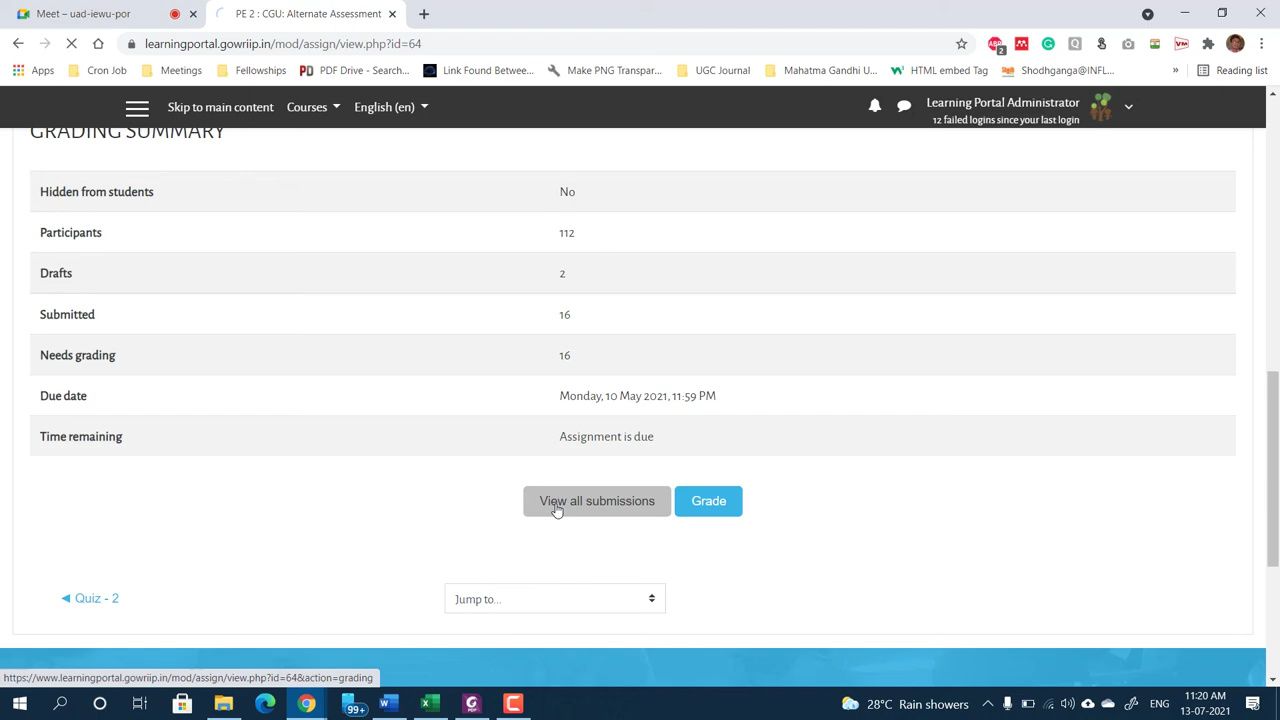 Meet – uad-iewu-por
PE 2 : CGU: Alternate Assessment
learningportal.gowriip.in/mod/assign/view.php?id=64
Apps
Cron Job
Meetings
Fellowships
PDF Drive - Search...
Link Found Betwee...
Make PNG Transpar...
UGC Journal
Mahatma Gandhi U...
HTML embed Tag
Shodhganga@INFL...
»
Reading list
Skip to main content
Courses
English (en)
Learning Portal Administrator
12 failed logins since your last login
GRADING SUMMARY
Hidden from students No
Participants 112
Drafts 2
Submitted 16
Needs grading 16
Due date Monday, 10 May 2021, 11:59 PM
Time remaining Assignment is due
View all submissions
Grade
◀ Quiz - 2
Jump to...
https://www.learningportal.gowriip.in/mod/assign/view.php?id=64&action=grading
99+
28°C Rain showers
ENG
11:20 AM
13-07-2021